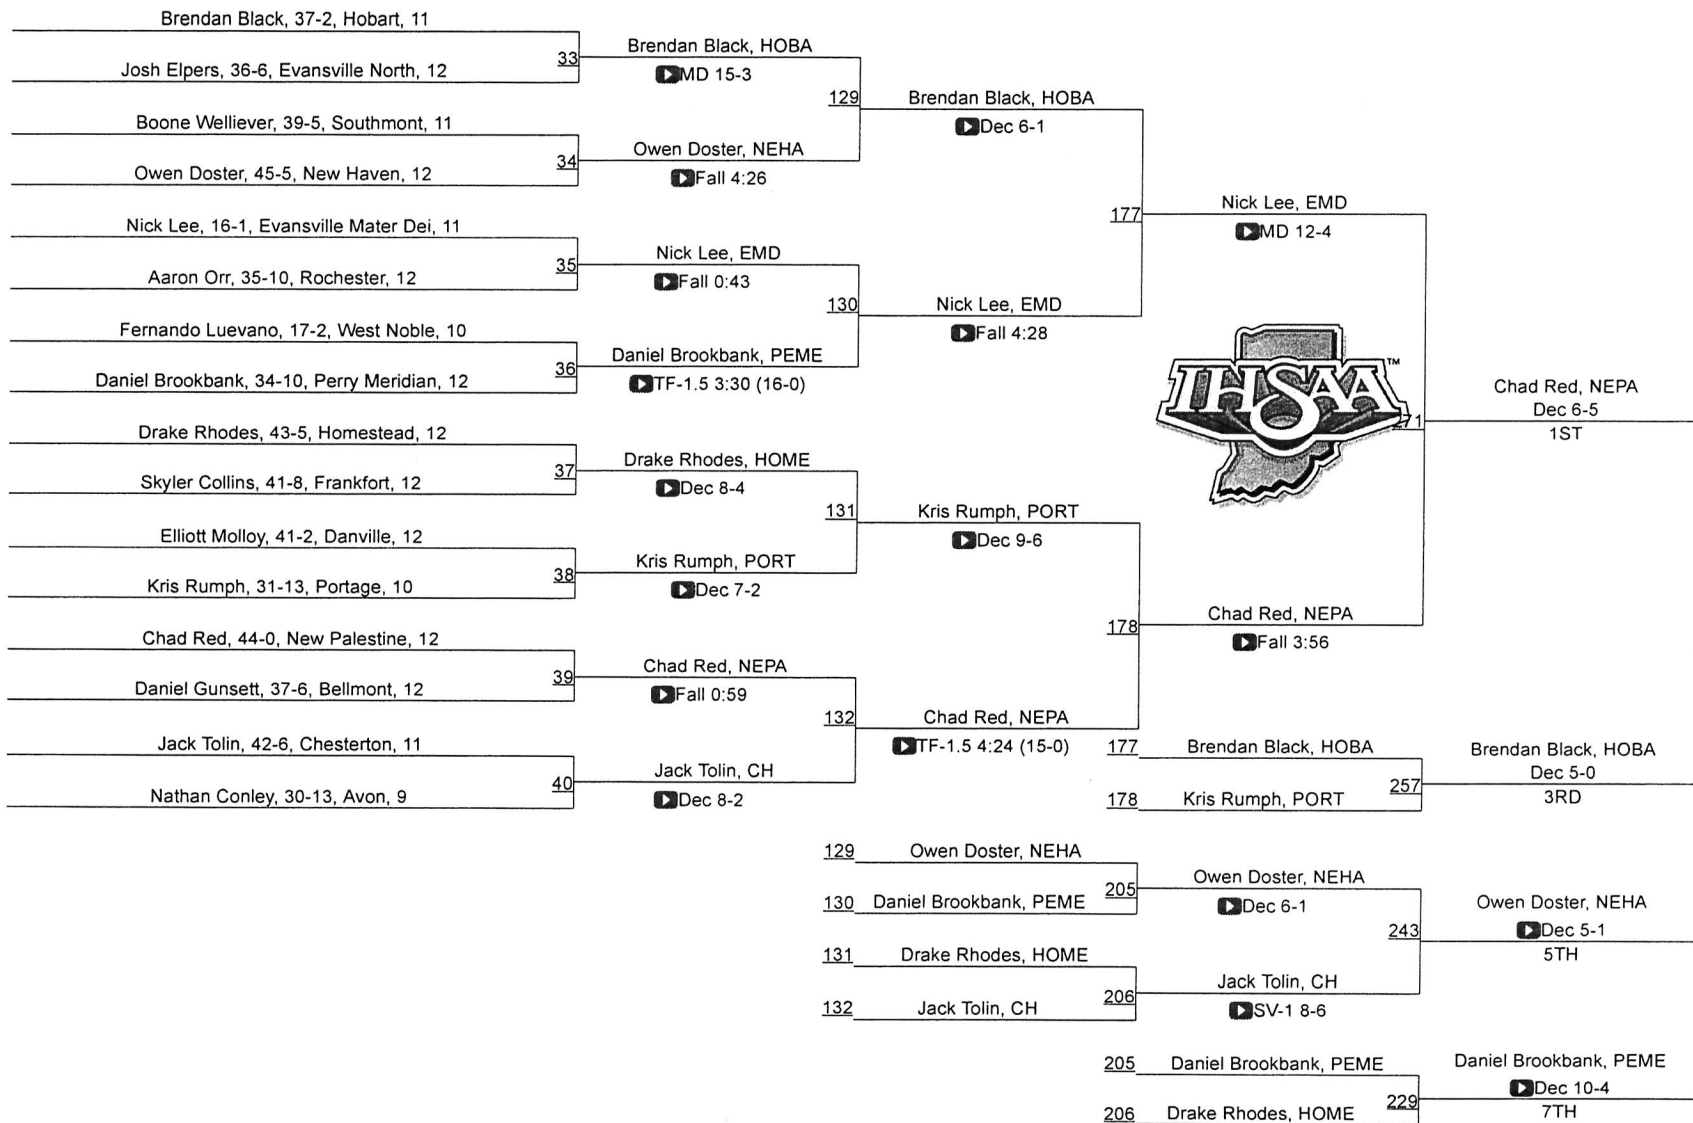 Brendan Black, 37-2, Hobart, 11
Josh Elpers, 36-6, Evansville North, 12
Boone Welliever, 39-5, Southmont, 11
Owen Doster, 45-5, New Haven, 12
Nick Lee, 16-1, Evansville Mater Dei, 11
Aaron Orr, 35-10, Rochester, 12
Fernando Luevano, 17-2, West Noble, 10
Daniel Brookbank, 34-10, Perry Meridian, 12
Drake Rhodes, 43-5, Homestead, 12
Skyler Collins, 41-8, Frankfort, 12
Elliott Molloy, 41-2, Danville, 12
Kris Rumph, 31-13, Portage, 10
Chad Red, 44-0, New Palestine, 12
Daniel Gunsett, 37-6, Bellmont, 12
Jack Tolin, 42-6, Chesterton, 11
Nathan Conley, 30-13, Avon, 9
33
Brendan Black, HOBA
MD 15-3
34
Owen Doster, NEHA
Fall 4:26
35
Nick Lee, EMD
Fall 0:43
36
Daniel Brookbank, PEME
TF-1.5 3:30 (16-0)
37
Drake Rhodes, HOME
Dec 8-4
38
Kris Rumph, PORT
Dec 7-2
39
Chad Red, NEPA
Fall 0:59
40
Jack Tolin, CH
Dec 8-2
129
Brendan Black, HOBA
Dec 6-1
130
Nick Lee, EMD
Fall 4:28
131
Kris Rumph, PORT
Dec 9-6
132
Chad Red, NEPA
TF-1.5 4:24 (15-0)
177
Nick Lee, EMD
MD 12-4
178
Chad Red, NEPA
Fall 3:56
IHSAA™
271
Chad Red, NEPA
Dec 6-5
1ST
177 Brendan Black, HOBA
178 Kris Rumph, PORT
257
Brendan Black, HOBA
Dec 5-0
3RD
129 Owen Doster, NEHA
130 Daniel Brookbank, PEME
131 Drake Rhodes, HOME
132 Jack Tolin, CH
205
Owen Doster, NEHA
Dec 6-1
206
Jack Tolin, CH
SV-1 8-6
243
Owen Doster, NEHA
Dec 5-1
5TH
205 Daniel Brookbank, PEME
206 Drake Rhodes, HOME
229
Daniel Brookbank, PEME
Dec 10-4
7TH